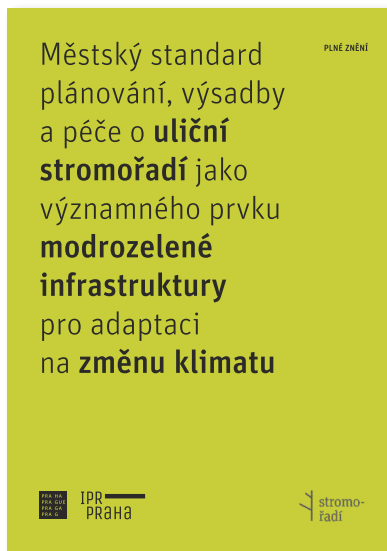 Městský standard
plánování, výsadby
a péče o uliční
stromořadí jako
významného prvku
modrozelené
infrastruktury
pro adaptaci
na změnu klimatu
PLNÉ ZNĚNÍ
PRA HA
PRA GUE
PRA GA
PRA G
IPR
PRAHA
stromo-
řadí